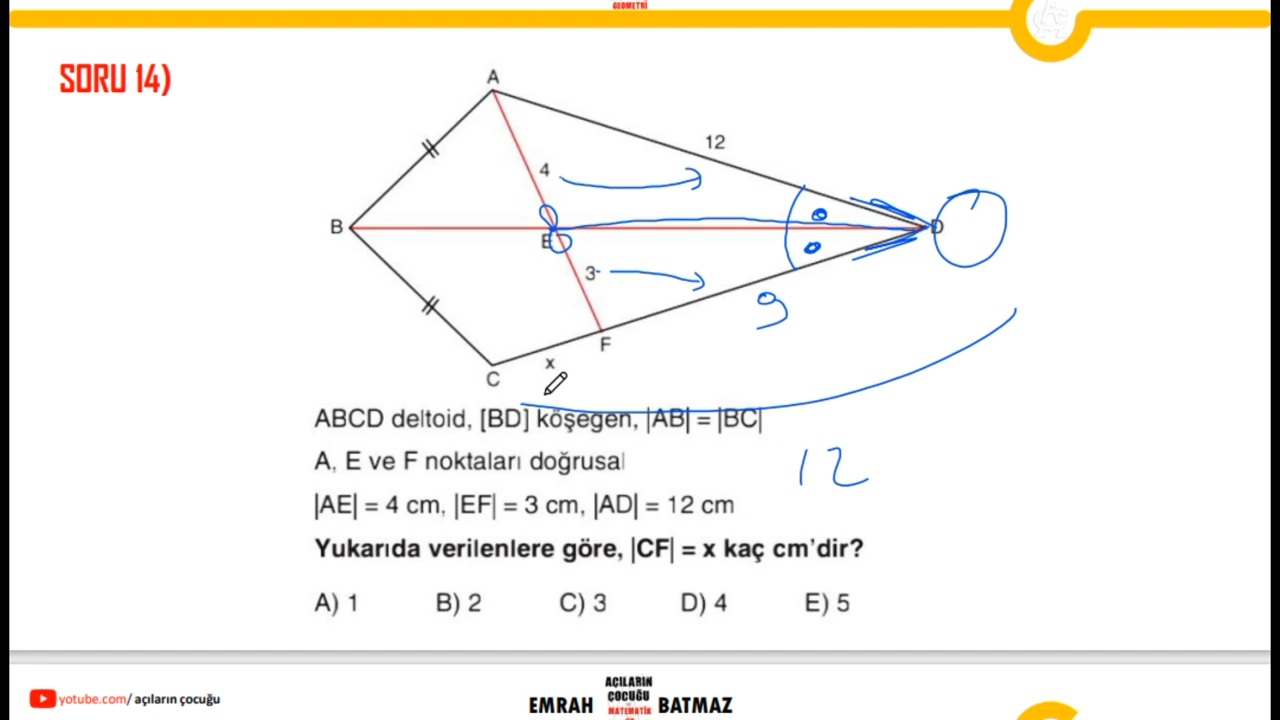 GEOMETRİ
SORU 14)
A
12
4
B
E
D
3
9
F
x
C
ABCD deltoid, [BD] köşegen, |AB| = |BC|
A, E ve F noktaları doğrusal
12
|AE| = 4 cm, |EF| = 3 cm, |AD| = 12 cm
Yukarıda verilenlere göre, |CF| = x kaç cm'dir?
A) 1 B) 2 C) 3 D) 4 E) 5
yotube.com/ açıların çocuğu
EMRAH
AÇILARIN
ÇOCUĞU
MATEMATİK
BATMAZ